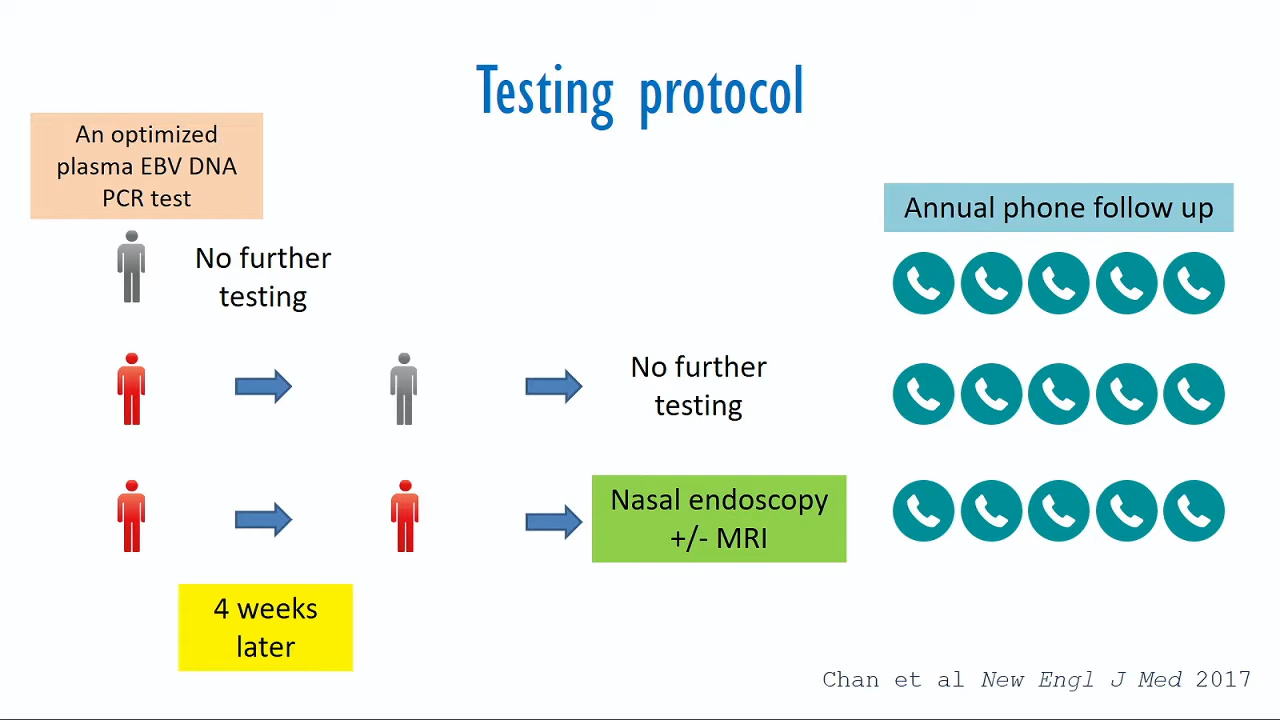 Testing protocol
An optimized
plasma EBV DNA
PCR test
Annual phone follow up
No further
testing
No further
testing
Nasal endoscopy
+/- MRI
4 weeks
later
Chan et al New Engl J Med 2017